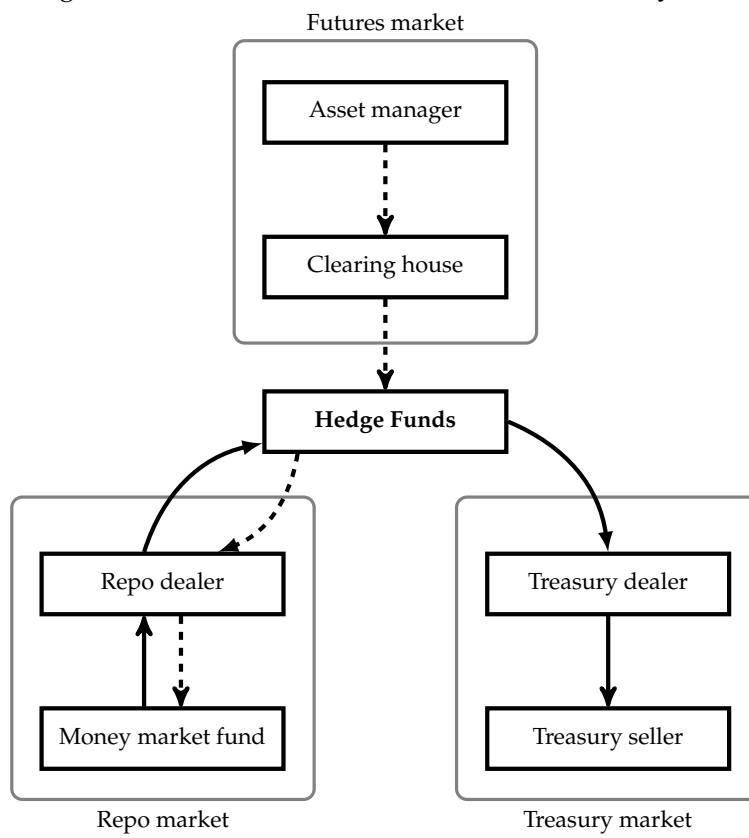 Futures market
Asset manager
Clearing house
Hedge Funds
Repo dealer
Treasury dealer
Money market fund
Treasury seller
Repo market
Treasury market